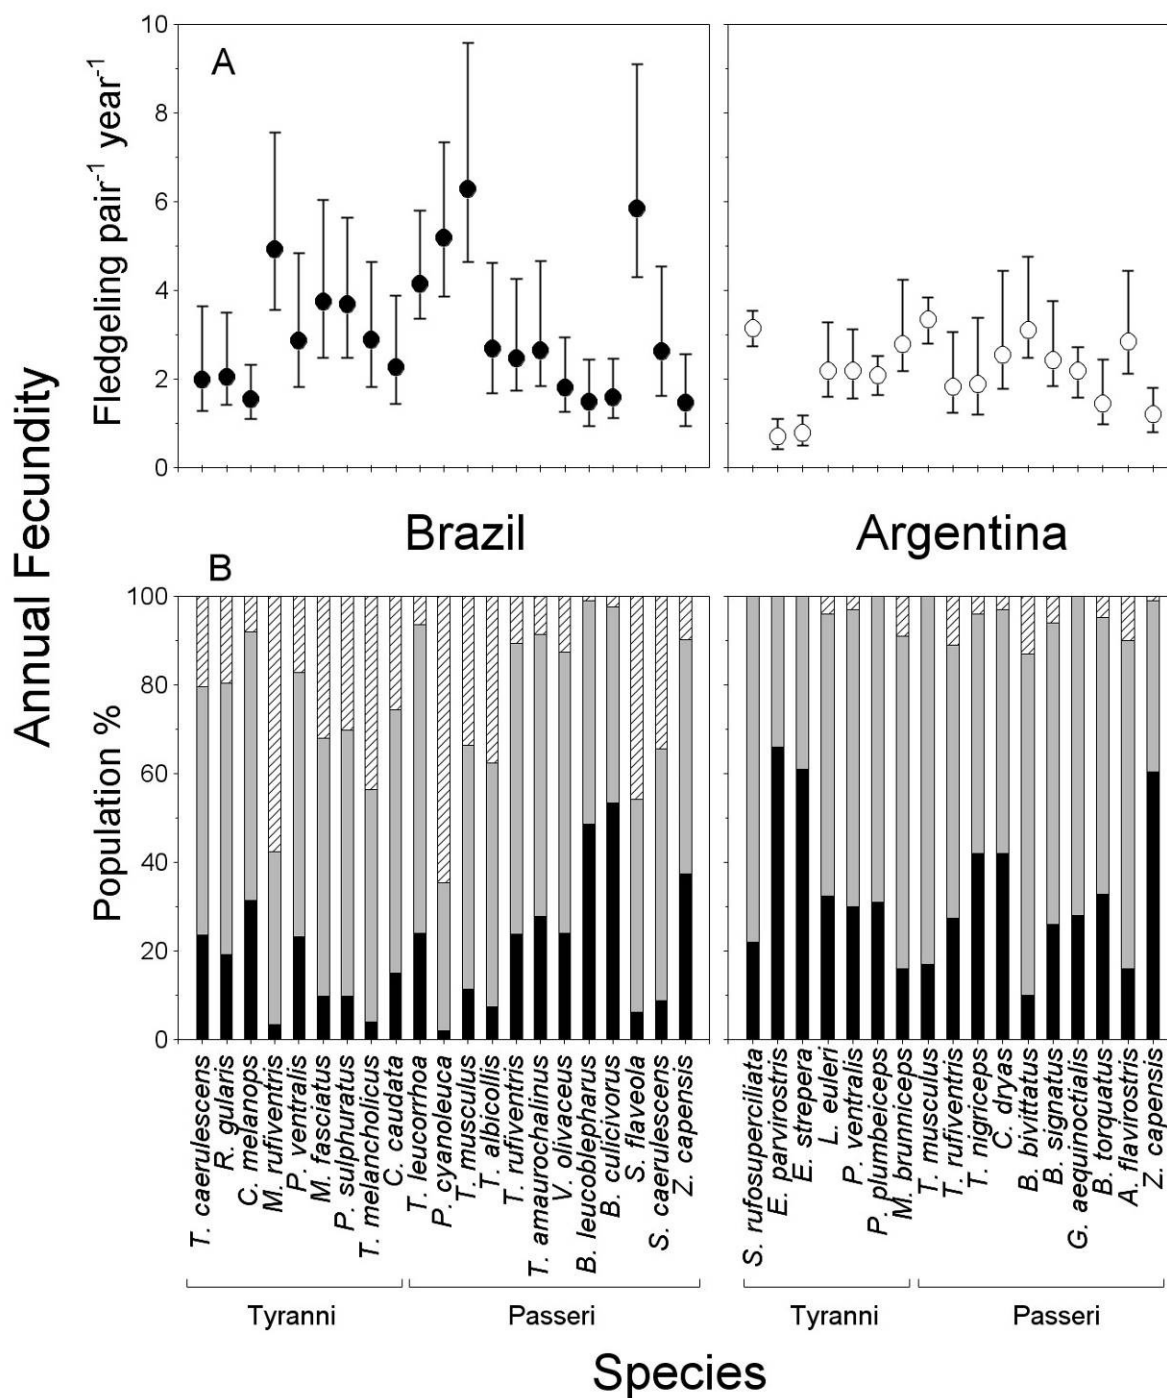 Annual Fecundity
Fledgeling pair-1 year-1
A
10
8
6
4
2
0
Brazil
Argentina
B
Population %
100
80
60
40
20
0
T. caerulescens
R. gularis
C. melanops
M. rufiventris
P. ventralis
M. fasciatus
P. sulphuratus
T. melancholicus
C. caudata
T. leucorrhoa
P. cyanoleuca
T. musculus
T. albicollis
T. rufiventris
T. amaurochalinus
V. olivaceus
B. leucoblepharus
B. culicivorus
S. flaveola
S. caerulescens
Z. capensis
S. rufosuperciliata
E. parvirostris
E. strepera
L. euleri
P. ventralis
P. plumbeiceps
M. brunniceps
T. musculus
T. rufiventris
T. nigriceps
C. dryas
B. bivittatus
B. signatus
G. aequinoctialis
B. torquatus
A. flavirostris
Z. capensis
Tyranni
Passeri
Tyranni
Passeri
Species